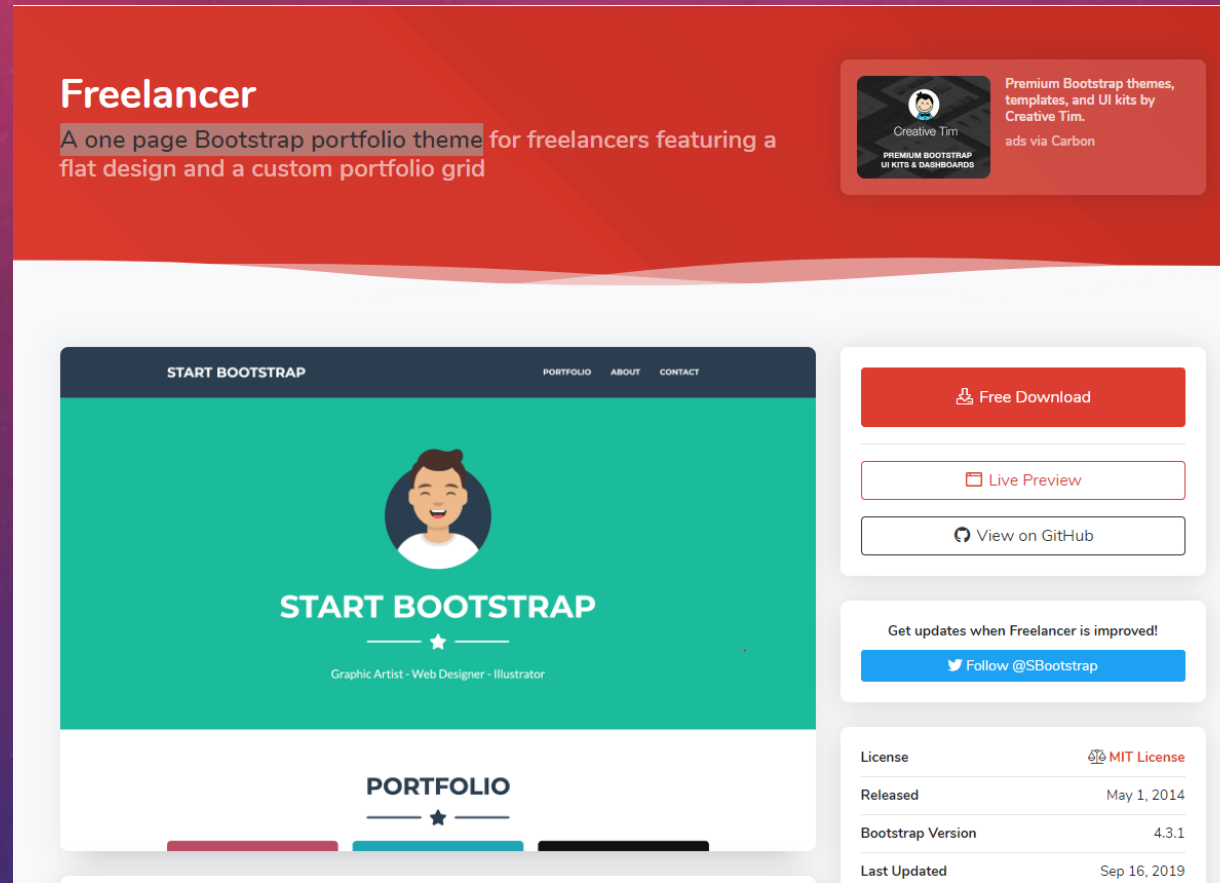 Freelancer
A one page Bootstrap portfolio theme for freelancers featuring a
flat design and a custom portfolio grid
Creative Tim
PREMIUM BOOTSTRAP
UI KITS & DASHBOARDS
Premium Bootstrap themes,
templates, and UI kits by
Creative Tim.
ads via Carbon
START BOOTSTRAP
PORTFOLIO ABOUT CONTACT
START BOOTSTRAP
Graphic Artist - Web Designer - Illustrator
PORTFOLIO
Free Download
Live Preview
View on GitHub
Get updates when Freelancer is improved!
Follow @SBootstrap
License MIT License
Released May 1, 2014
Bootstrap Version 4.3.1
Last Updated Sep 16, 2019